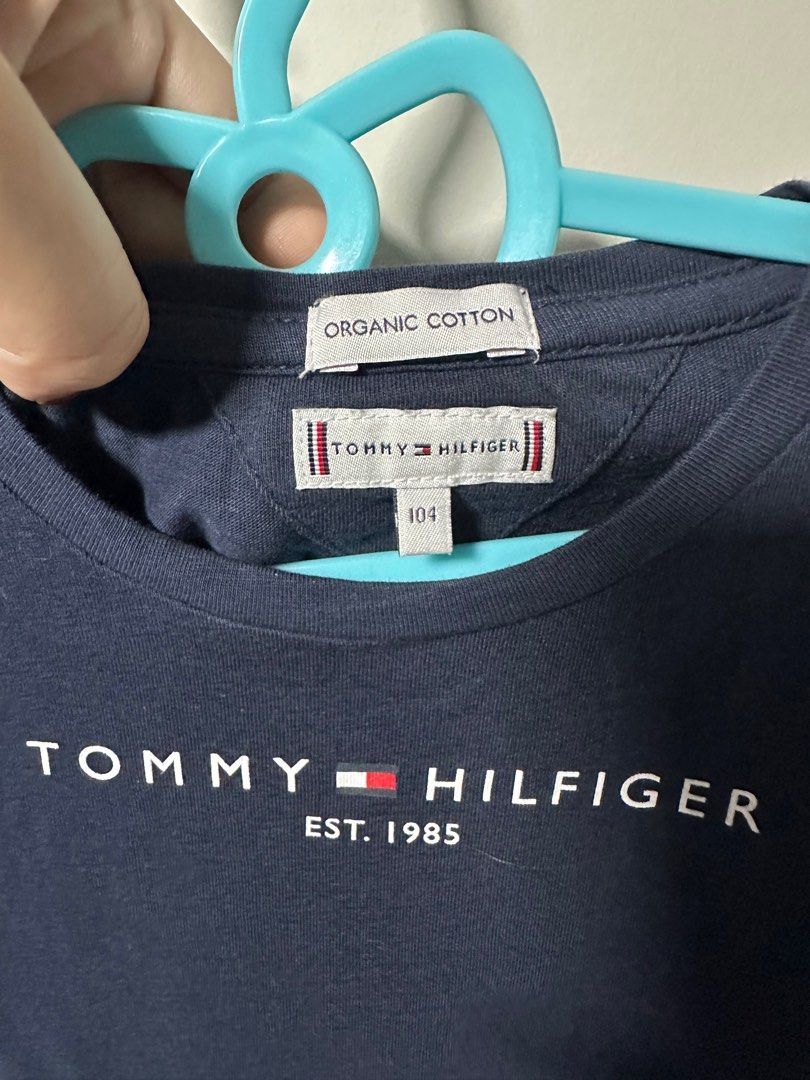 ORGANIC COTTON
TOMMY HILFIGER
104
TOMMY HILFIGER
EST. 1985